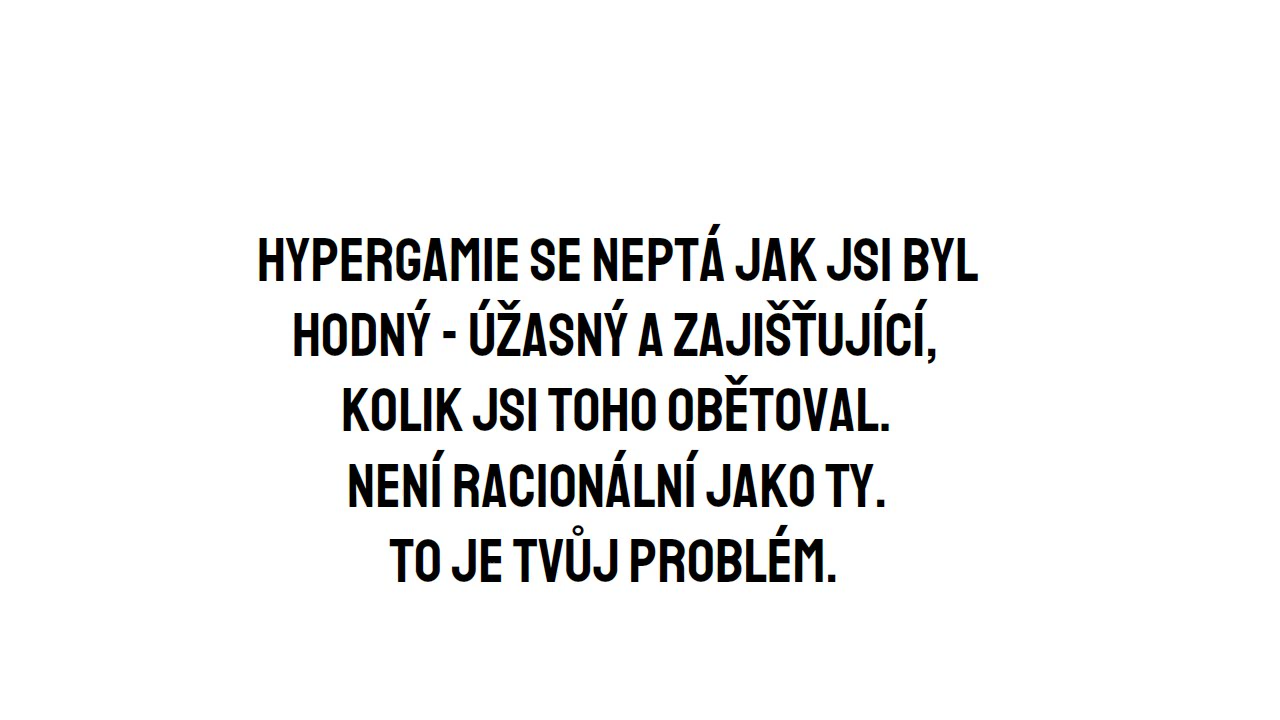 HYPERGAMIE SE NEPTÁ JAK JSI BYL
HODNÝ - ÚŽASNÝ A ZAJIŠŤUJÍCÍ,
KOLIK JSI TOHO OBĚTOVAL.
NENÍ RACIONÁLNÍ JAKO TY.
TO JE TVŮJ PROBLÉM.